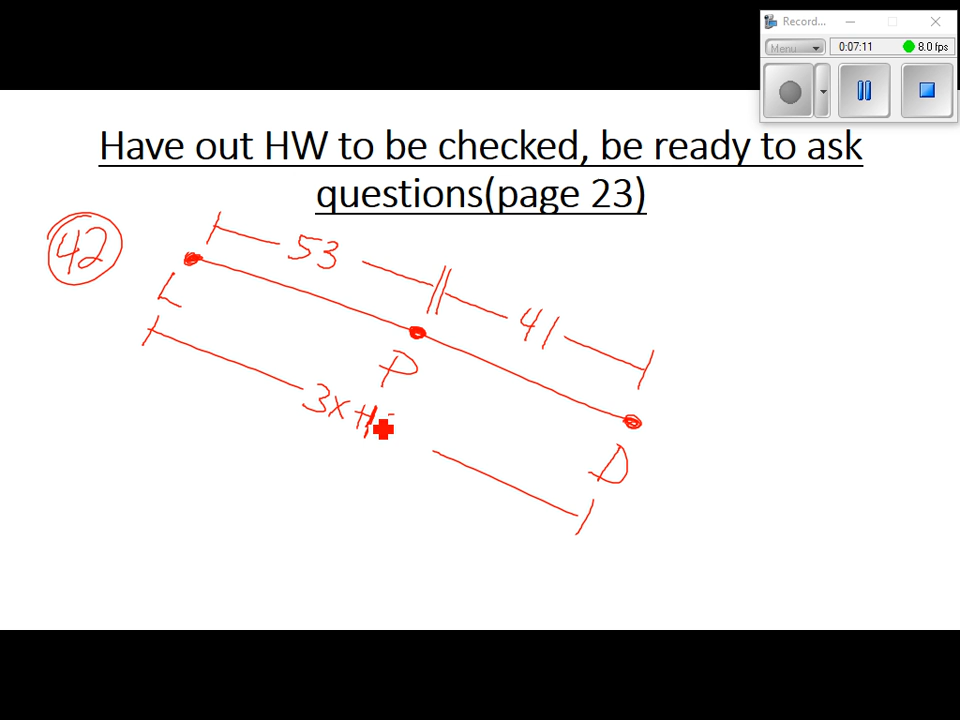 Record...
Menu
0:07:11
8.0 fps
Have out HW to be checked, be ready to ask
questions(page 23)
42
53
41
L
P
3x+
D